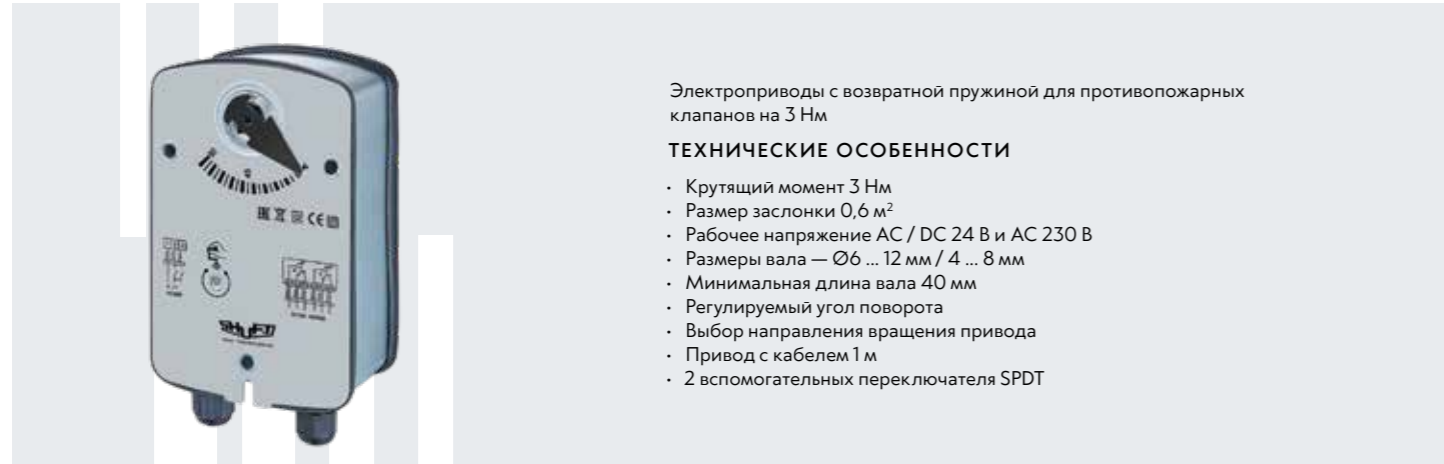 Электроприводы с возвратной пружиной для противопожарных
клапанов на 3 Нм
ТЕХНИЧЕСКИЕ ОСОБЕННОСТИ
· Крутящий момент 3 Нм
· Размер заслонки 0,6 м²
· Рабочее напряжение AC / DC 24 В и AC 230 В
· Размеры вала — Ø6 ... 12 мм / 4 ... 8 мм
· Минимальная длина вала 40 мм
· Регулируемый угол поворота
· Выбор направления вращения привода
· Привод с кабелем 1 м
· 2 вспомогательных переключателя SPDT
EAC
CE
SHUFT